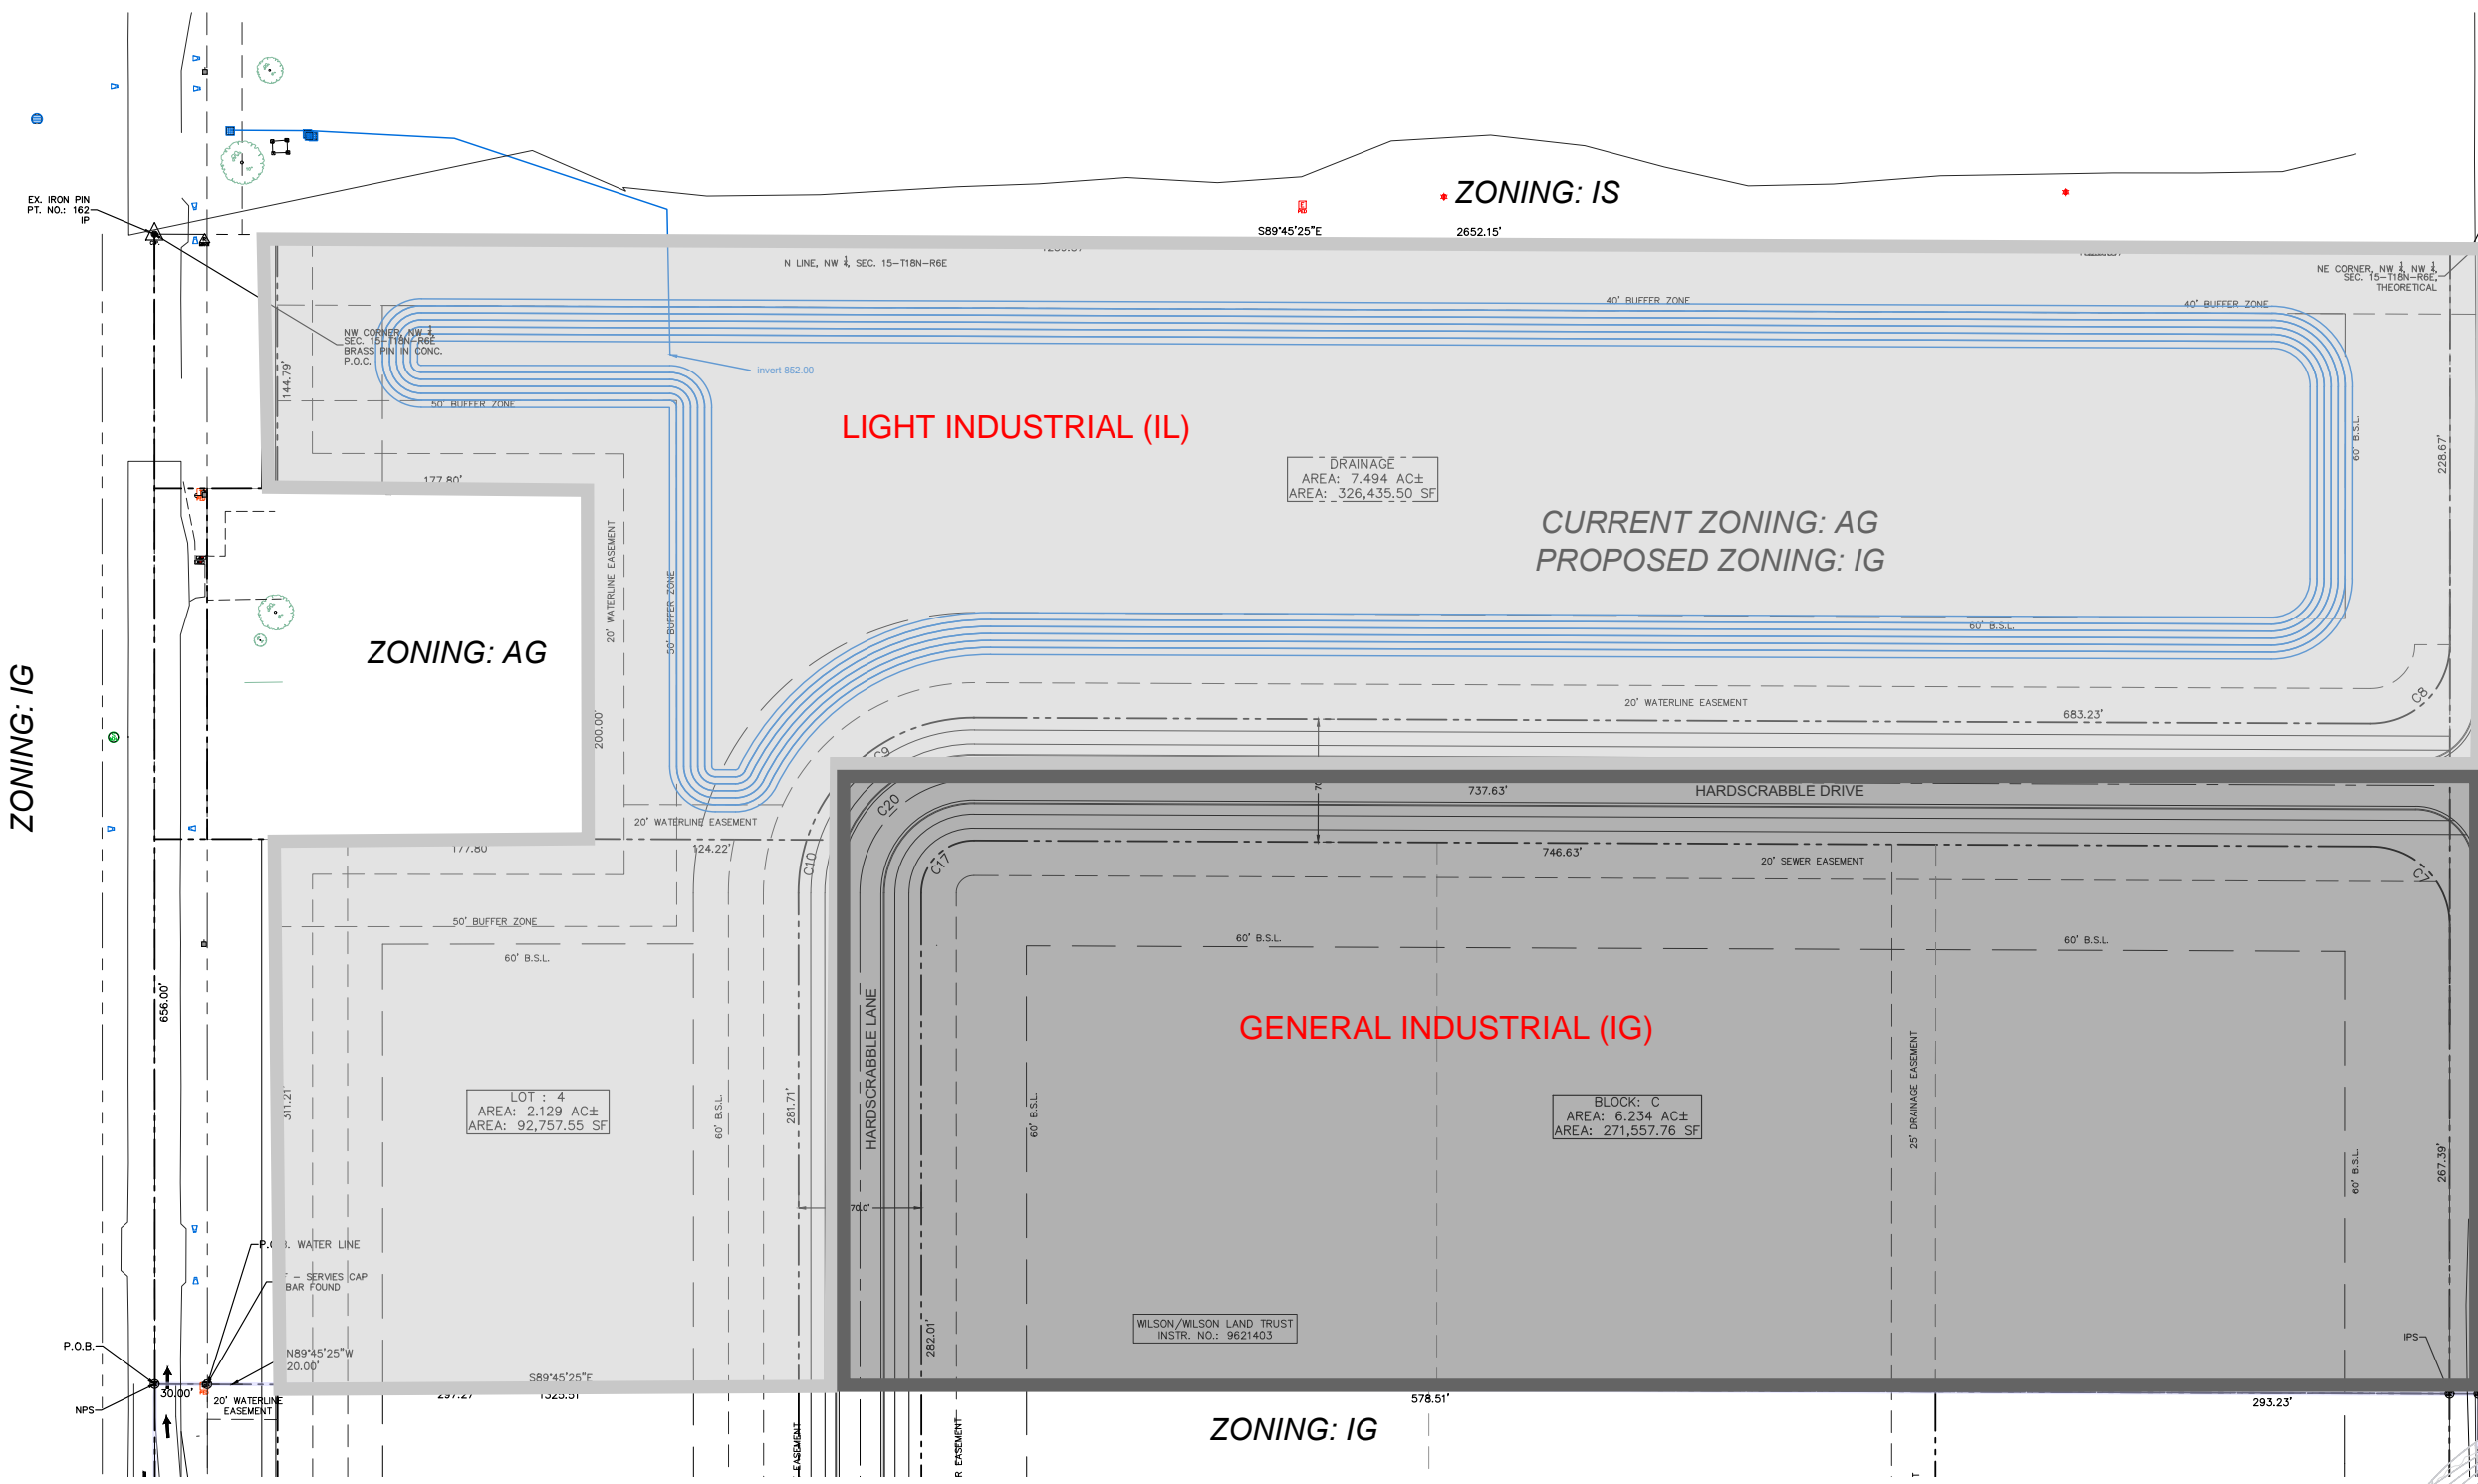 EX. IRON PIN
PT. NO.: 162
IP
ZONING: IS
S89°45'25"E
2652.15'
N LINE, NW ¼, SEC. 15-T18N-R6E
NE CORNER, NW ¼, NW ¼,
SEC. 15-T18N-R6E,
THEORETICAL
40' BUFFER ZONE
40' BUFFER ZONE
NW CORNER, NW ¼,
SEC. 15-T18N-R6E
BRASS PIN IN CONC.
P.O.C.
144.79'
invert 852.00
50' BUFFER ZONE
LIGHT INDUSTRIAL (IL)
60' B.S.L.
228.67'
DRAINAGE
AREA: 7.494 AC±
AREA: 326,435.50 SF
177.80'
CURRENT ZONING: AG
PROPOSED ZONING: IG
20' WATERLINE EASEMENT
50' BUFFER ZONE
ZONING: AG
60' B.S.L.
ZONING: IG
200.00'
20' WATERLINE EASEMENT
683.23'
C8
C9
737.63'
HARDSCRABBLE DRIVE
C20
20' WATERLINE EASEMENT
177.80
124.22'
C10
C17
746.63'
20' SEWER EASEMENT
C7
50' BUFFER ZONE
60' B.S.L.
60' B.S.L.
60' B.S.L.
656.00'
HARDSCRABBLE LANE
GENERAL INDUSTRIAL (IG)
25' DRAINAGE EASEMENT
311.21'
LOT : 4
AREA: 2.129 AC±
AREA: 92,757.55 SF
60' B.S.L.
281.71'
60' B.S.L.
BLOCK: C
AREA: 6.234 AC±
AREA: 271,557.76 SF
60' B.S.L.
267.39'
70.0'
P.O.B. WATER LINE
– SERVIES CAP
BAR FOUND
WILSON/WILSON LAND TRUST
INSTR. NO.: 9621403
282.01'
IPS
P.O.B.
N89°45'25"W
20.00'
S89°45'25"E
30.00'
297.27'
1325.51'
578.51'
293.23'
NPS
20' WATERLINE
EASEMENT
ZONING: IG
EASEMENT
R EASEMENT